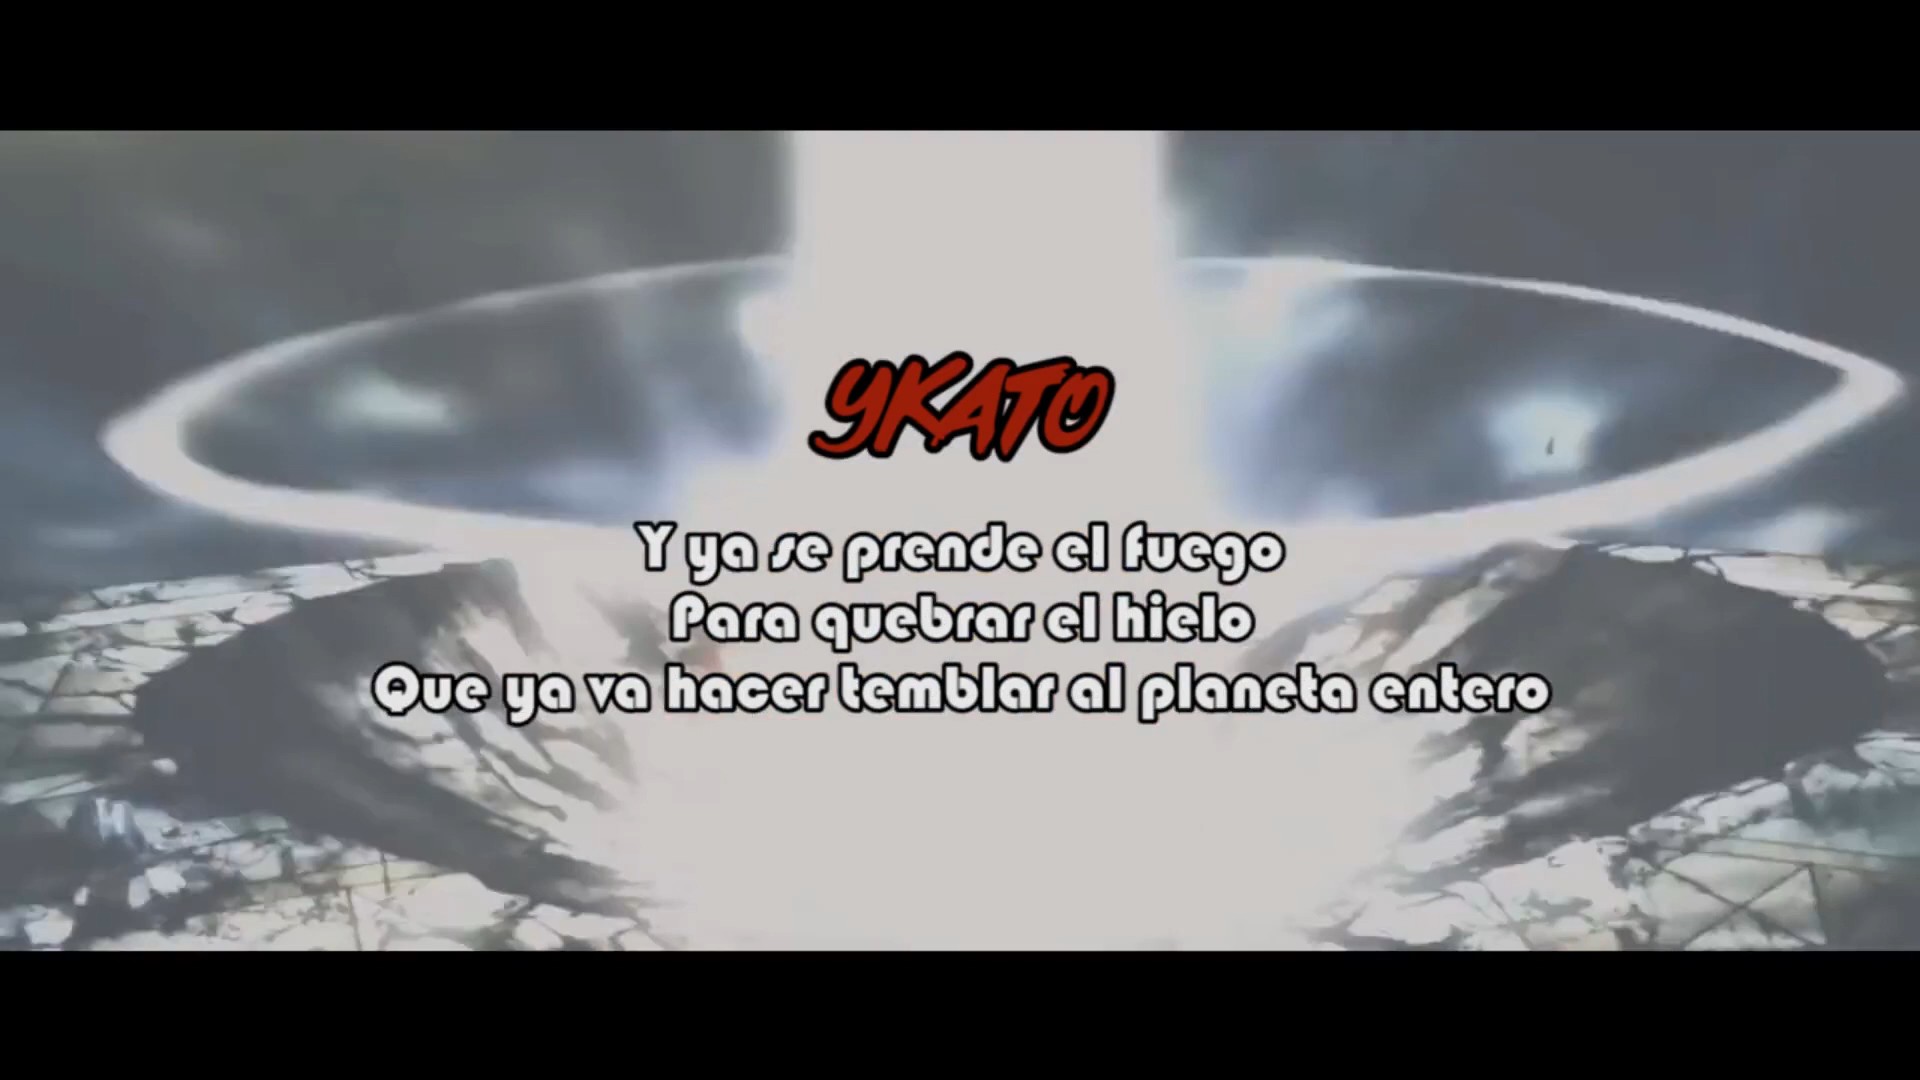 YKATO
Y ya se prende el fuego
Para quebrar el hielo
Que ya va hacer temblar al planeta entero